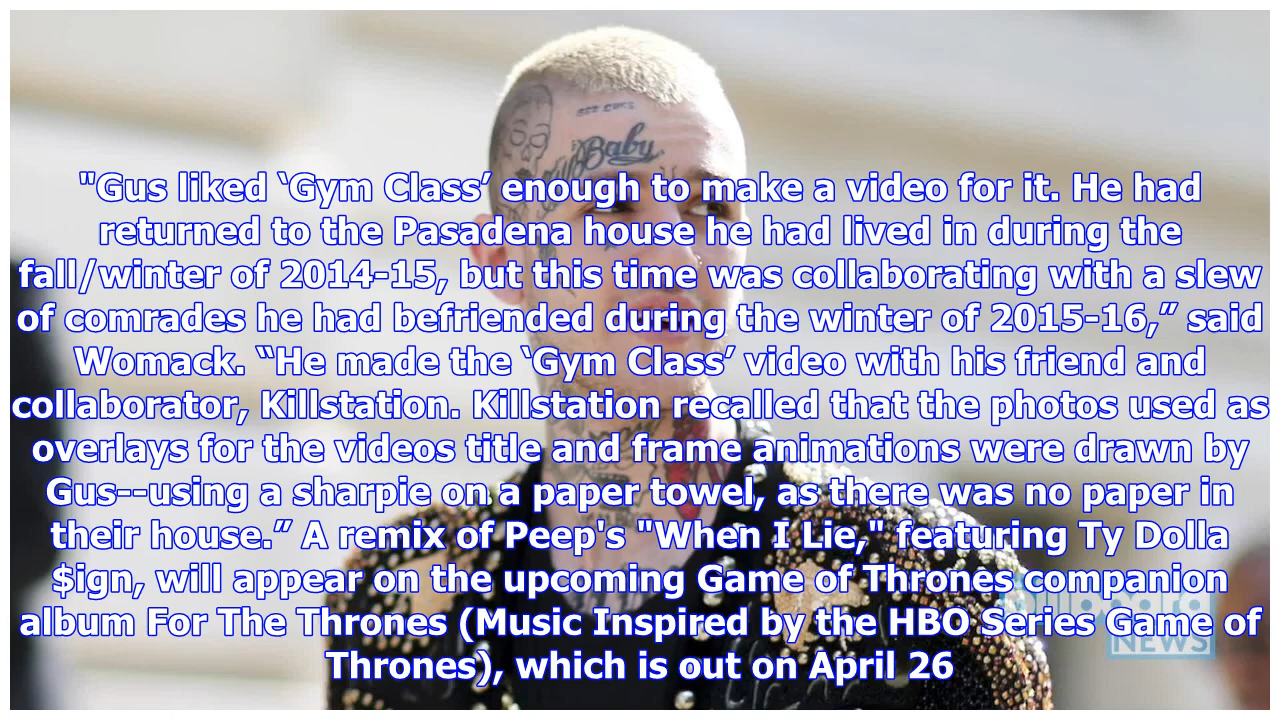 Baby
"Gus liked ‘Gym Class’ enough to make a video for it. He had
returned to the Pasadena house he had lived in during the
fall/winter of 2014-15, but this time was collaborating with a slew
of comrades he had befriended during the winter of 2015-16,” said
Womack. “He made the ‘Gym Class’ video with his friend and
collaborator, Killstation. Killstation recalled that the photos used as
overlays for the videos title and frame animations were drawn by
Gus--using a sharpie on a paper towel, as there was no paper in
their house.” A remix of Peep's "When I Lie," featuring Ty Dolla
$ign, will appear on the upcoming Game of Thrones companion
album For The Thrones (Music Inspired by the HBO Series Game of
Thrones), which is out on April 26
NEWS